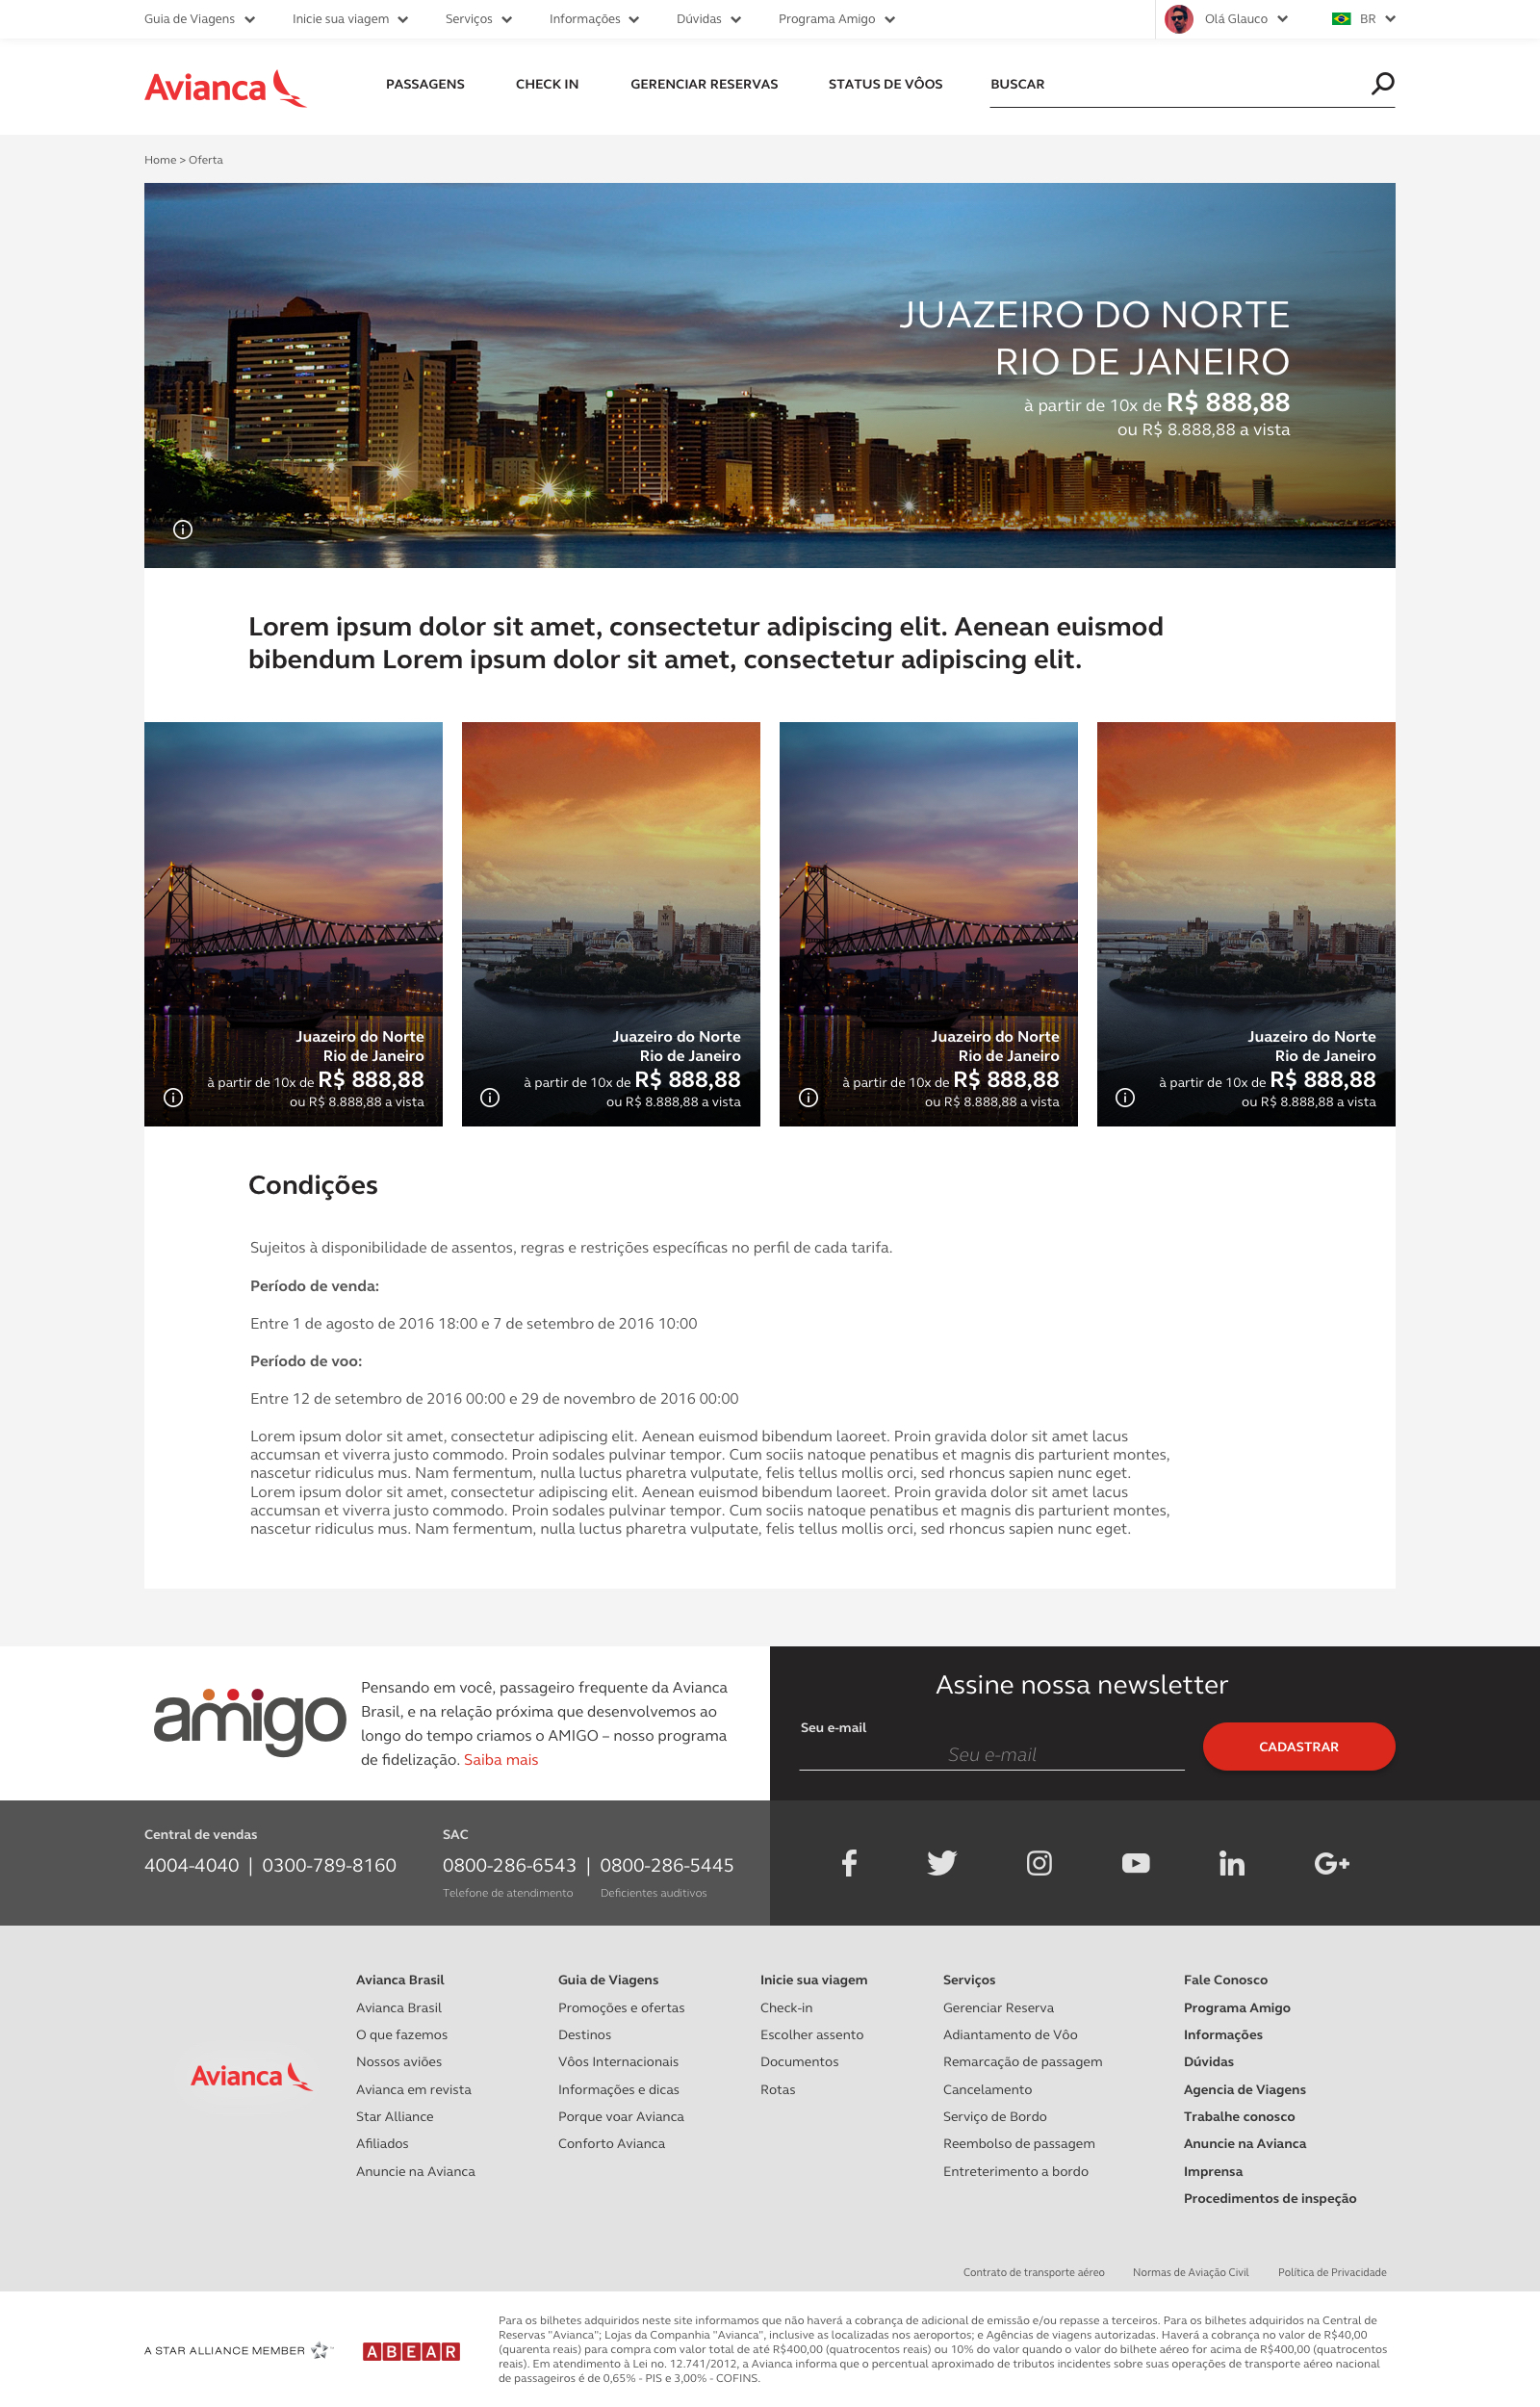 Guia de Viagens Inicie sua viagem Serviços Informações Dúvidas Programa Amigo Olá Glauco BR
Avianca PASSAGENS CHECK IN GERENCIAR RESERVAS STATUS DE VÔOS BUSCAR
Home > Oferta
JUAZEIRO DO NORTE
RIO DE JANEIRO
à partir de 10x de R$ 888,88
ou R$ 8.888,88 a vista
Lorem ipsum dolor sit amet, consectetur adipiscing elit. Aenean euismod
bibendum Lorem ipsum dolor sit amet, consectetur adipiscing elit.
Juazeiro do Norte
Rio de Janeiro
à partir de 10x de R$ 888,88
ou R$ 8.888,88 a vista
Juazeiro do Norte
Rio de Janeiro
à partir de 10x de R$ 888,88
ou R$ 8.888,88 a vista
Juazeiro do Norte
Rio de Janeiro
à partir de 10x de R$ 888,88
ou R$ 8.888,88 a vista
Juazeiro do Norte
Rio de Janeiro
à partir de 10x de R$ 888,88
ou R$ 8.888,88 a vista
Condições
Sujeitos à disponibilidade de assentos, regras e restrições específicas no perfil de cada tarifa.
Período de venda:
Entre 1 de agosto de 2016 18:00 e 7 de setembro de 2016 10:00
Período de voo:
Entre 12 de setembro de 2016 00:00 e 29 de novembro de 2016 00:00
Lorem ipsum dolor sit amet, consectetur adipiscing elit. Aenean euismod bibendum laoreet. Proin gravida dolor sit amet lacus
accumsan et viverra justo commodo. Proin sodales pulvinar tempor. Cum sociis natoque penatibus et magnis dis parturient montes,
nascetur ridiculus mus. Nam fermentum, nulla luctus pharetra vulputate, felis tellus mollis orci, sed rhoncus sapien nunc eget.
Lorem ipsum dolor sit amet, consectetur adipiscing elit. Aenean euismod bibendum laoreet. Proin gravida dolor sit amet lacus
accumsan et viverra justo commodo. Proin sodales pulvinar tempor. Cum sociis natoque penatibus et magnis dis parturient montes,
nascetur ridiculus mus. Nam fermentum, nulla luctus pharetra vulputate, felis tellus mollis orci, sed rhoncus sapien nunc eget.
amigo
Pensando em você, passageiro frequente da Avianca
Brasil, e na relação próxima que desenvolvemos ao
longo do tempo criamos o AMIGO – nosso programa
de fidelização. Saiba mais
Assine nossa newsletter
Seu e-mail
Seu e-mail
CADASTRAR
Central de vendas
4004-4040 | 0300-789-8160
SAC
0800-286-6543 | 0800-286-5445
Telefone de atendimento Deficientes auditivos
Avianca
Avianca Brasil
Avianca Brasil
O que fazemos
Nossos aviões
Avianca em revista
Star Alliance
Afiliados
Anuncie na Avianca
Guia de Viagens
Promoções e ofertas
Destinos
Vôos Internacionais
Informações e dicas
Porque voar Avianca
Conforto Avianca
Inicie sua viagem
Check-in
Escolher assento
Documentos
Rotas
Serviços
Gerenciar Reserva
Adiantamento de Vôo
Remarcação de passagem
Cancelamento
Serviço de Bordo
Reembolso de passagem
Entreterimento a bordo
Fale Conosco
Programa Amigo
Informações
Dúvidas
Agencia de Viagens
Trabalhe conosco
Anuncie na Avianca
Imprensa
Procedimentos de inspeção
Contrato de transporte aéreo Normas de Aviação Civil Política de Privacidade
A STAR ALLIANCE MEMBER
ABEAR
Para os bilhetes adquiridos neste site informamos que não haverá a cobrança de adicional de emissão e/ou repasse a terceiros. Para os bilhetes adquiridos na Central de
Reservas "Avianca"; Lojas da Companhia "Avianca", inclusive as localizadas nos aeroportos; e Agências de viagens autorizadas. Haverá a cobrança no valor de R$40,00
(quarenta reais) para compra com valor total de até R$400,00 (quatrocentos reais) ou 10% do valor quando o valor do bilhete aéreo for acima de R$400,00 (quatrocentos
reais). Em atendimento à Lei no. 12.741/2012, a Avianca informa que o percentual aproximado de tributos incidentes sobre suas operações de transporte aéreo nacional
de passageiros é de 0,65% - PIS e 3,00% - COFINS.